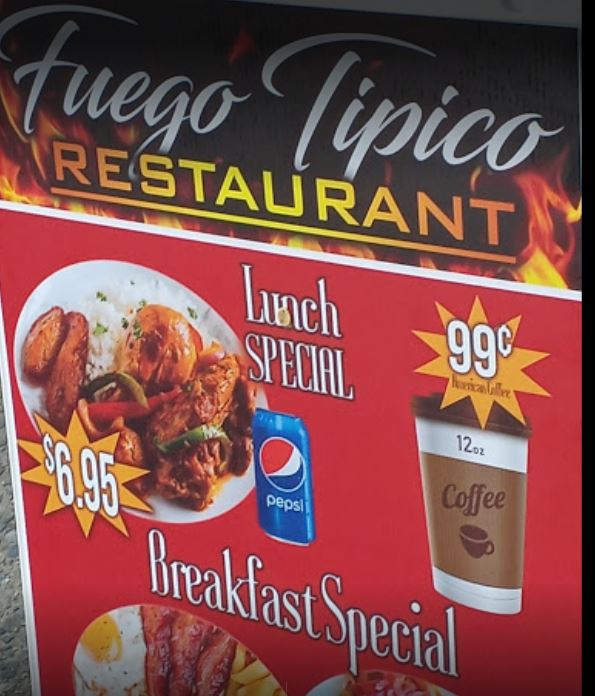 Fuego Tipico
RESTAURANT
Lunch
SPECIAL
99¢
American Coffee
12oz
Coffee
$6.95
pepsi
Breakfast Special